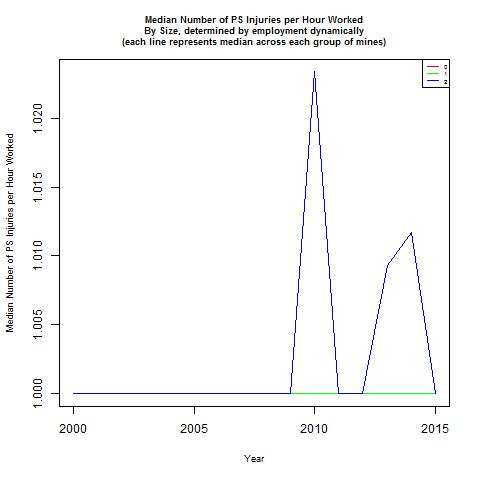 Median Number of PS Injuries per Hour Worked
By Size, determined by employment dynamically
(each line represents median across each group of mines)
0
1
2
Median Number of PS Injuries per Hour Worked
1.020
1.015
1.010
1.005
1.000
2000 2005 2010 2015
Year